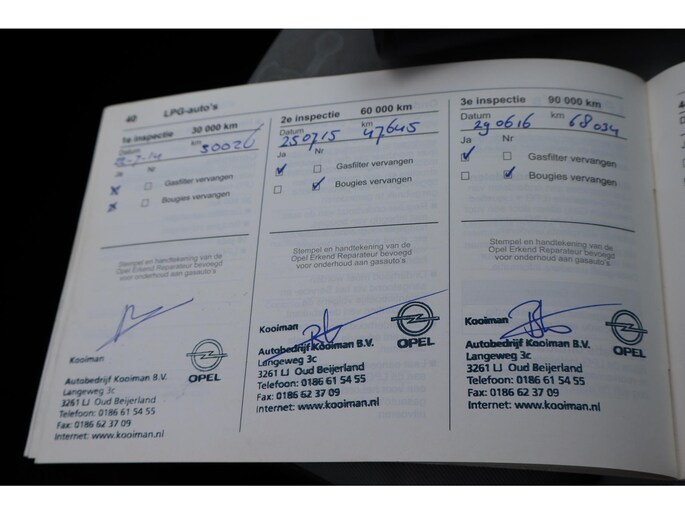 40 LPG-auto's
1e inspectie 30 000 km
Datum km 30026
Ja Nr
Gasfilter vervangen
Bougies vervangen
Stempel en handtekening van de
Opel Erkend Reparateur bevoegd
voor onderhoud aan gasauto's
Kooiman
OPEL
Autobedrijf Kooiman B.V.
Langeweg 3c
3261 LJ Oud Beijerland
Telefoon: 0186 61 54 55
Fax: 0186 62 37 09
Internet: www.kooiman.nl
2e inspectie 60 000 km
Datum km
250715 47645
Ja Nr
Gasfilter vervangen
Bougies vervangen
Stempel en handtekening van de
Opel Erkend Reparateur bevoegd
voor onderhoud aan gasauto's
Kooiman
OPEL
Autobedrijf Kooiman B.V.
Langeweg 3c
3261 LJ Oud Beijerland
Telefoon: 0186 61 54 55
Fax: 0186 62 37 09
Internet: www.kooiman.nl
3e inspectie 90 000 km
Datum 290616 km 68034
Ja Nr
Gasfilter vervangen
Bougies vervangen
Stempel en handtekening van de
Opel Erkend Reparateur bevoegd
voor onderhoud aan gasauto's
Kooiman
OPEL
Autobedrijf Kooiman B.V.
Langeweg 3c
3261 LJ Oud Beijerland
Telefoon: 0186 61 54 55
Fax: 0186 62 37 09
Internet: www.kooiman.nl